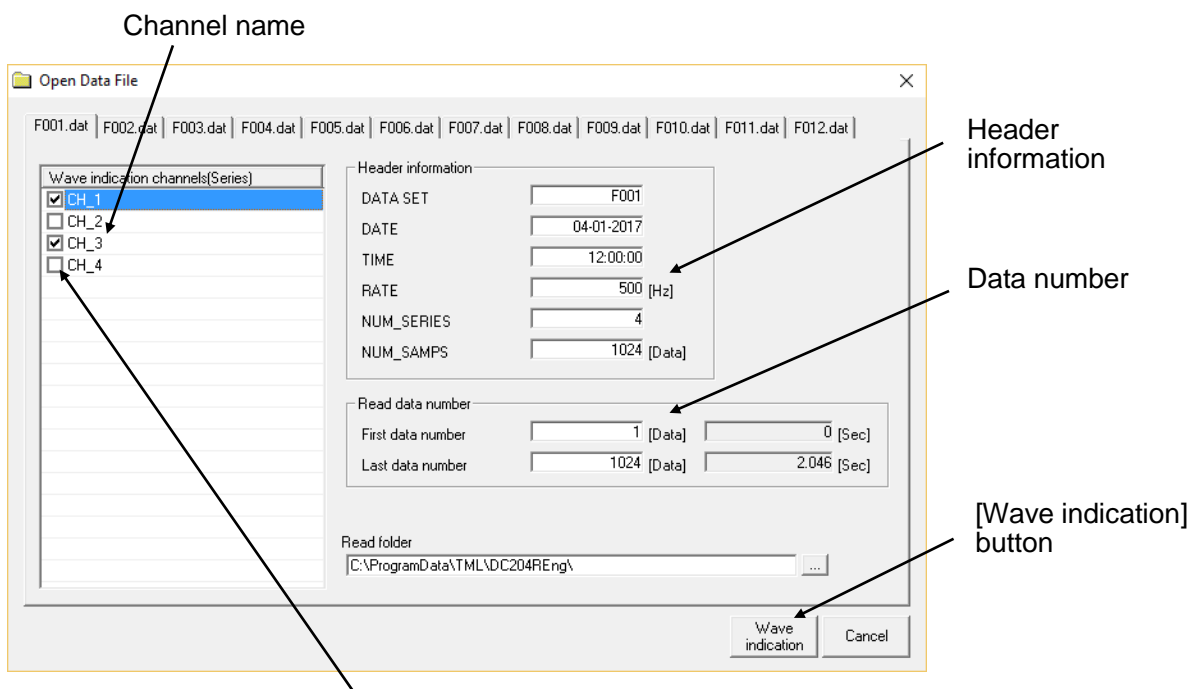 Channel name
Open Data File
F001.dat F002.dat F003.dat F004.dat F005.dat F006.dat F007.dat F008.dat F009.dat F010.dat F011.dat F012.dat
Header
information
Wave indication channels(Series)
CH_1
CH_2
CH_3
CH_4
Header information
DATA SET F001
DATE 04-01-2017
TIME 12:00:00
RATE 500 [Hz]
NUM_SERIES 4
NUM_SAMPS 1024 [Data]
Data number
Read data number
First data number 1 [Data] 0 [Sec]
Last data number 1024 [Data] 2.046 [Sec]
[Wave indication]
button
Read folder
C:\ProgramData\TML\DC204REng\ ...
Wave
indication
Cancel